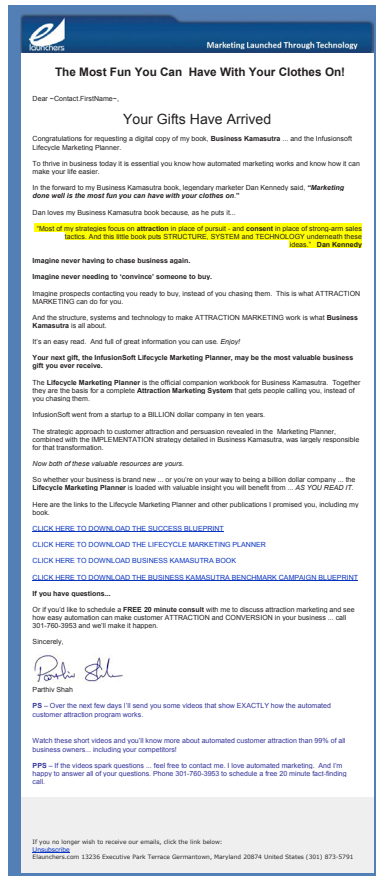 elaunchers
Marketing Launched Through Technology
The Most Fun You Can Have With Your Clothes On!
Dear ~Contact.FirstName~,
Your Gifts Have Arrived
Congratulations for requesting a digital copy of my book, Business Kamasutra ... and the Infusionsoft
Lifecycle Marketing Planner.
To thrive in business today it is essential you know how automated marketing works and know how it can
make your life easier.
In the forward to my Business Kamasutra book, legendary marketer Dan Kennedy said, "Marketing
done well is the most fun you can have with your clothes on."
Dan loves my Business Kamasutra book because, as he puts it...
"Most of my strategies focus on attraction in place of pursuit - and consent in place of strong-arm sales
tactics. And this little book puts STRUCTURE, SYSTEM and TECHNOLOGY underneath these
ideas." Dan Kennedy
Imagine never having to chase business again.
Imagine never needing to 'convince' someone to buy.
Imagine prospects contacting you ready to buy, instead of you chasing them. This is what ATTRACTION
MARKETING can do for you.
And the structure, systems and technology to make ATTRACTION MARKETING work is what Business
Kamasutra is all about.
It's an easy read. And full of great information you can use. Enjoy!
Your next gift, the InfusionSoft Lifecycle Marketing Planner, may be the most valuable business
gift you ever receive.
The Lifecycle Marketing Planner is the official companion workbook for Business Kamasutra. Together
they are the basis for a complete Attraction Marketing System that gets people calling you, instead of
you chasing them.
InfusionSoft went from a startup to a BILLION dollar company in ten years.
The strategic approach to customer attraction and persuasion revealed in the Marketing Planner,
combined with the IMPLEMENTATION strategy detailed in Business Kamasutra, was largely responsible
for that transformation.
Now both of these valuable resources are yours.
So whether your business is brand new ... or you're on your way to being a billion dollar company ... the
Lifecycle Marketing Planner is loaded with valuable insight you will benefit from ... AS YOU READ IT.
Here are the links to the Lifecycle Marketing Planner and other publications I promised you, including my
book.
CLICK HERE TO DOWNLOAD THE SUCCESS BLUEPRINT
CLICK HERE TO DOWNLOAD THE LIFECYCLE MARKETING PLANNER
CLICK HERE TO DOWNLOAD BUSINESS KAMASUTRA BOOK
CLICK HERE TO DOWNLOAD THE BUSINESS KAMASUTRA BENCHMARK CAMPAIGN BLUEPRINT
If you have questions...
Or if you'd like to schedule a FREE 20 minute consult with me to discuss attraction marketing and see
how easy automation can make customer ATTRACTION and CONVERSION in your business ... call
301-760-3953 and we'll make it happen.
Sincerely,
Parthiv Shah
Parthiv Shah
PS – Over the next few days I'll send you some videos that show EXACTLY how the automated
customer attraction program works.
Watch these short videos and you'll know more about automated customer attraction than 99% of all
business owners... including your competitors!
PPS – If the videos spark questions ... feel free to contact me. I love automated marketing. And I'm
happy to answer all of your questions. Phone 301-760-3953 to schedule a free 20 minute fact-finding
call.
If you no longer wish to receive our emails, click the link below:
Unsubscribe
Elaunchers.com 13236 Executive Park Terrace Germantown, Maryland 20874 United States (301) 873-5791